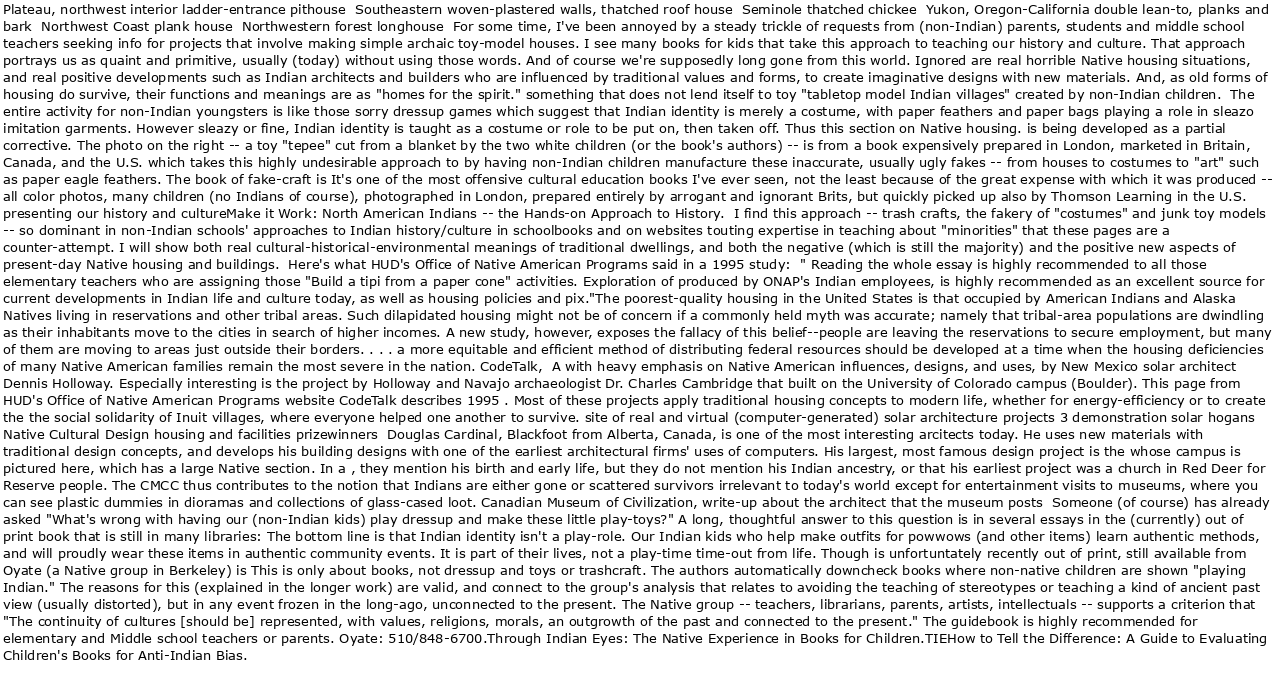 Plateau, northwest interior ladder-entrance pithouse  Southeastern woven-plastered walls, thatched roof house  Seminole thatched chickee  Yukon, Oregon-California double lean-to, planks and
bark  Northwest Coast plank house  Northwestern forest longhouse  For some time, I've been annoyed by a steady trickle of requests from (non-Indian) parents, students and middle school
teachers seeking info for projects that involve making simple archaic toy-model houses. I see many books for kids that take this approach to teaching our history and culture. That approach
portrays us as quaint and primitive, usually (today) without using those words. And of course we're supposedly long gone from this world. Ignored are real horrible Native housing situations,
and real positive developments such as Indian architects and builders who are influenced by traditional values and forms, to create imaginative designs with new materials. And, as old forms of
housing do survive, their functions and meanings are as "homes for the spirit." something that does not lend itself to toy "tabletop model Indian villages" created by non-Indian children.  The
entire activity for non-Indian youngsters is like those sorry dressup games which suggest that Indian identity is merely a costume, with paper feathers and paper bags playing a role in sleazo
imitation garments. However sleazy or fine, Indian identity is taught as a costume or role to be put on, then taken off. Thus this section on Native housing. is being developed as a partial
corrective. The photo on the right -- a toy "tepee" cut from a blanket by the two white children (or the book's authors) -- is from a book expensively prepared in London, marketed in Britain,
Canada, and the U.S. which takes this highly undesirable approach to by having non-Indian children manufacture these inaccurate, usually ugly fakes -- from houses to costumes to "art" such
as paper eagle feathers. The book of fake-craft is It's one of the most offensive cultural education books I've ever seen, not the least because of the great expense with which it was produced --
all color photos, many children (no Indians of course), photographed in London, prepared entirely by arrogant and ignorant Brits, but quickly picked up also by Thomson Learning in the U.S.
presenting our history and cultureMake it Work: North American Indians -- the Hands-on Approach to History.  I find this approach -- trash crafts, the fakery of "costumes" and junk toy models
-- so dominant in non-Indian schools' approaches to Indian history/culture in schoolbooks and on websites touting expertise in teaching about "minorities" that these pages are a
counter-attempt. I will show both real cultural-historical-environmental meanings of traditional dwellings, and both the negative (which is still the majority) and the positive new aspects of
present-day Native housing and buildings.  Here's what HUD's Office of Native American Programs said in a 1995 study:  " Reading the whole essay is highly recommended to all those
elementary teachers who are assigning those "Build a tipi from a paper cone" activities. Exploration of produced by ONAP's Indian employees, is highly recommended as an excellent source for
current developments in Indian life and culture today, as well as housing policies and pix."The poorest-quality housing in the United States is that occupied by American Indians and Alaska
Natives living in reservations and other tribal areas. Such dilapidated housing might not be of concern if a commonly held myth was accurate; namely that tribal-area populations are dwindling
as their inhabitants move to the cities in search of higher incomes. A new study, however, exposes the fallacy of this belief--people are leaving the reservations to secure employment, but many
of them are moving to areas just outside their borders. . . . a more equitable and efficient method of distributing federal resources should be developed at a time when the housing deficiencies
of many Native American families remain the most severe in the nation. CodeTalk,  A with heavy emphasis on Native American influences, designs, and uses, by New Mexico solar architect
Dennis Holloway. Especially interesting is the project by Holloway and Navajo archaeologist Dr. Charles Cambridge that built on the University of Colorado campus (Boulder). This page from
HUD's Office of Native American Programs website CodeTalk describes 1995 . Most of these projects apply traditional housing concepts to modern life, whether for energy-efficiency or to create
the the social solidarity of Inuit villages, where everyone helped one another to survive. site of real and virtual (computer-generated) solar architecture projects 3 demonstration solar hogans
Native Cultural Design housing and facilities prizewinners  Douglas Cardinal, Blackfoot from Alberta, Canada, is one of the most interesting arcitects today. He uses new materials with
traditional design concepts, and develops his building designs with one of the earliest architectural firms' uses of computers. His largest, most famous design project is the whose campus is
pictured here, which has a large Native section. In a , they mention his birth and early life, but they do not mention his Indian ancestry, or that his earliest project was a church in Red Deer for
Reserve people. The CMCC thus contributes to the notion that Indians are either gone or scattered survivors irrelevant to today's world except for entertainment visits to museums, where you
can see plastic dummies in dioramas and collections of glass-cased loot. Canadian Museum of Civilization, write-up about the architect that the museum posts  Someone (of course) has already
asked "What's wrong with having our (non-Indian kids) play dressup and make these little play-toys?" A long, thoughtful answer to this question is in several essays in the (currently) out of
print book that is still in many libraries: The bottom line is that Indian identity isn't a play-role. Our Indian kids who help make outfits for powwows (and other items) learn authentic methods,
and will proudly wear these items in authentic community events. It is part of their lives, not a play-time time-out from life. Though is unfortuntately recently out of print, still available from
Oyate (a Native group in Berkeley) is This is only about books, not dressup and toys or trashcraft. The authors automatically downcheck books where non-native children are shown "playing
Indian." The reasons for this (explained in the longer work) are valid, and connect to the group's analysis that relates to avoiding the teaching of stereotypes or teaching a kind of ancient past
view (usually distorted), but in any event frozen in the long-ago, unconnected to the present. The Native group -- teachers, librarians, parents, artists, intellectuals -- supports a criterion that
"The continuity of cultures [should be] represented, with values, religions, morals, an outgrowth of the past and connected to the present." The guidebook is highly recommended for
elementary and Middle school teachers or parents. Oyate: 510/848-6700.Through Indian Eyes: The Native Experience in Books for Children.TIEHow to Tell the Difference: A Guide to Evaluating
Children's Books for Anti-Indian Bias.